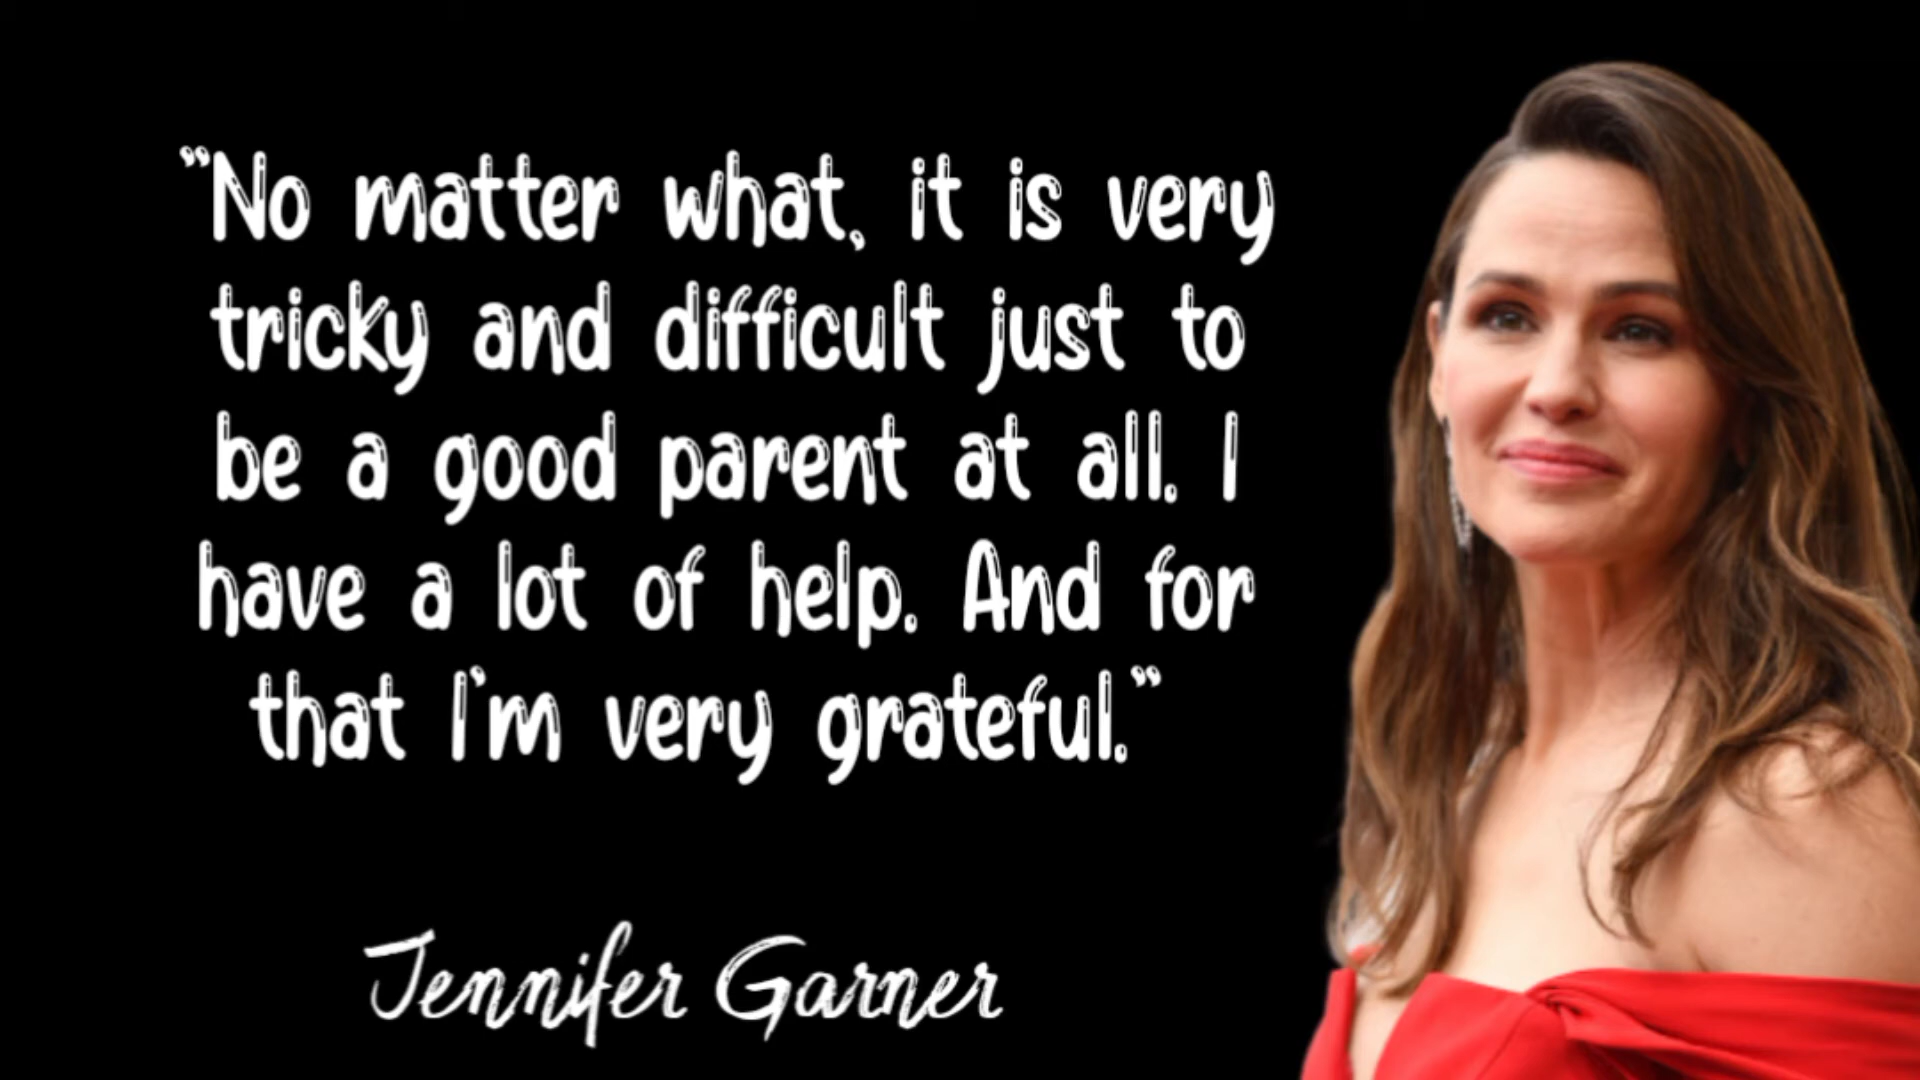 "No matter what, it is very
tricky and difficult just to
be a good parent at all. I
have a lot of help. And for
that I'm very grateful."
Jennifer Garner